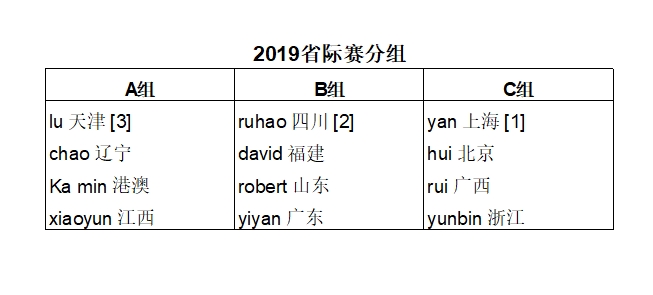 2019省际赛分组
A组 B组 C组
lu 天津 [3] ruhao 四川 [2] yan 上海 [1]
chao 辽宁 david 福建 hui 北京
Ka min 港澳 robert 山东 rui 广西
xiaoyun 江西 yiyan 广东 yunbin 浙江